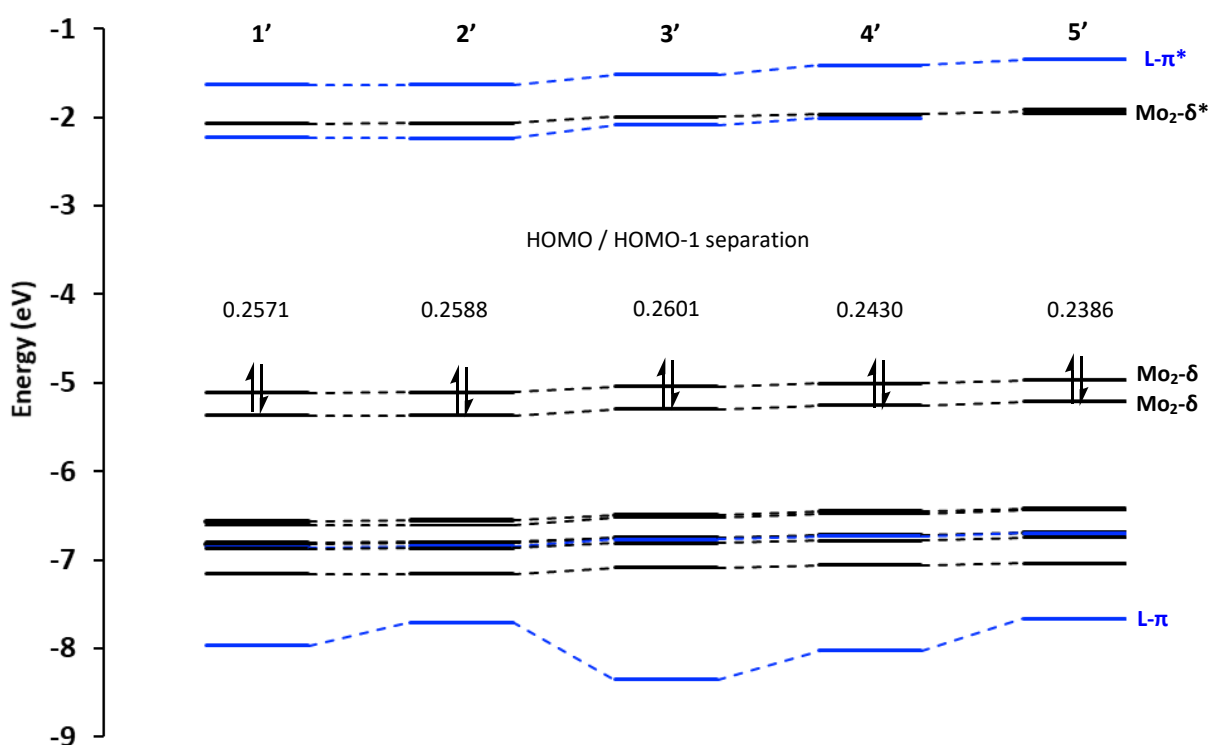 -1
1’ 2’ 3’ 4’ 5’
L-π*
-2
Mo₂-δ*
-3
HOMO / HOMO-1 separation
-4
0.2571 0.2588 0.2601 0.2430 0.2386
Energy (eV)
-5
Mo₂-δ
Mo₂-δ
-6
-7
L-π
-8
-9